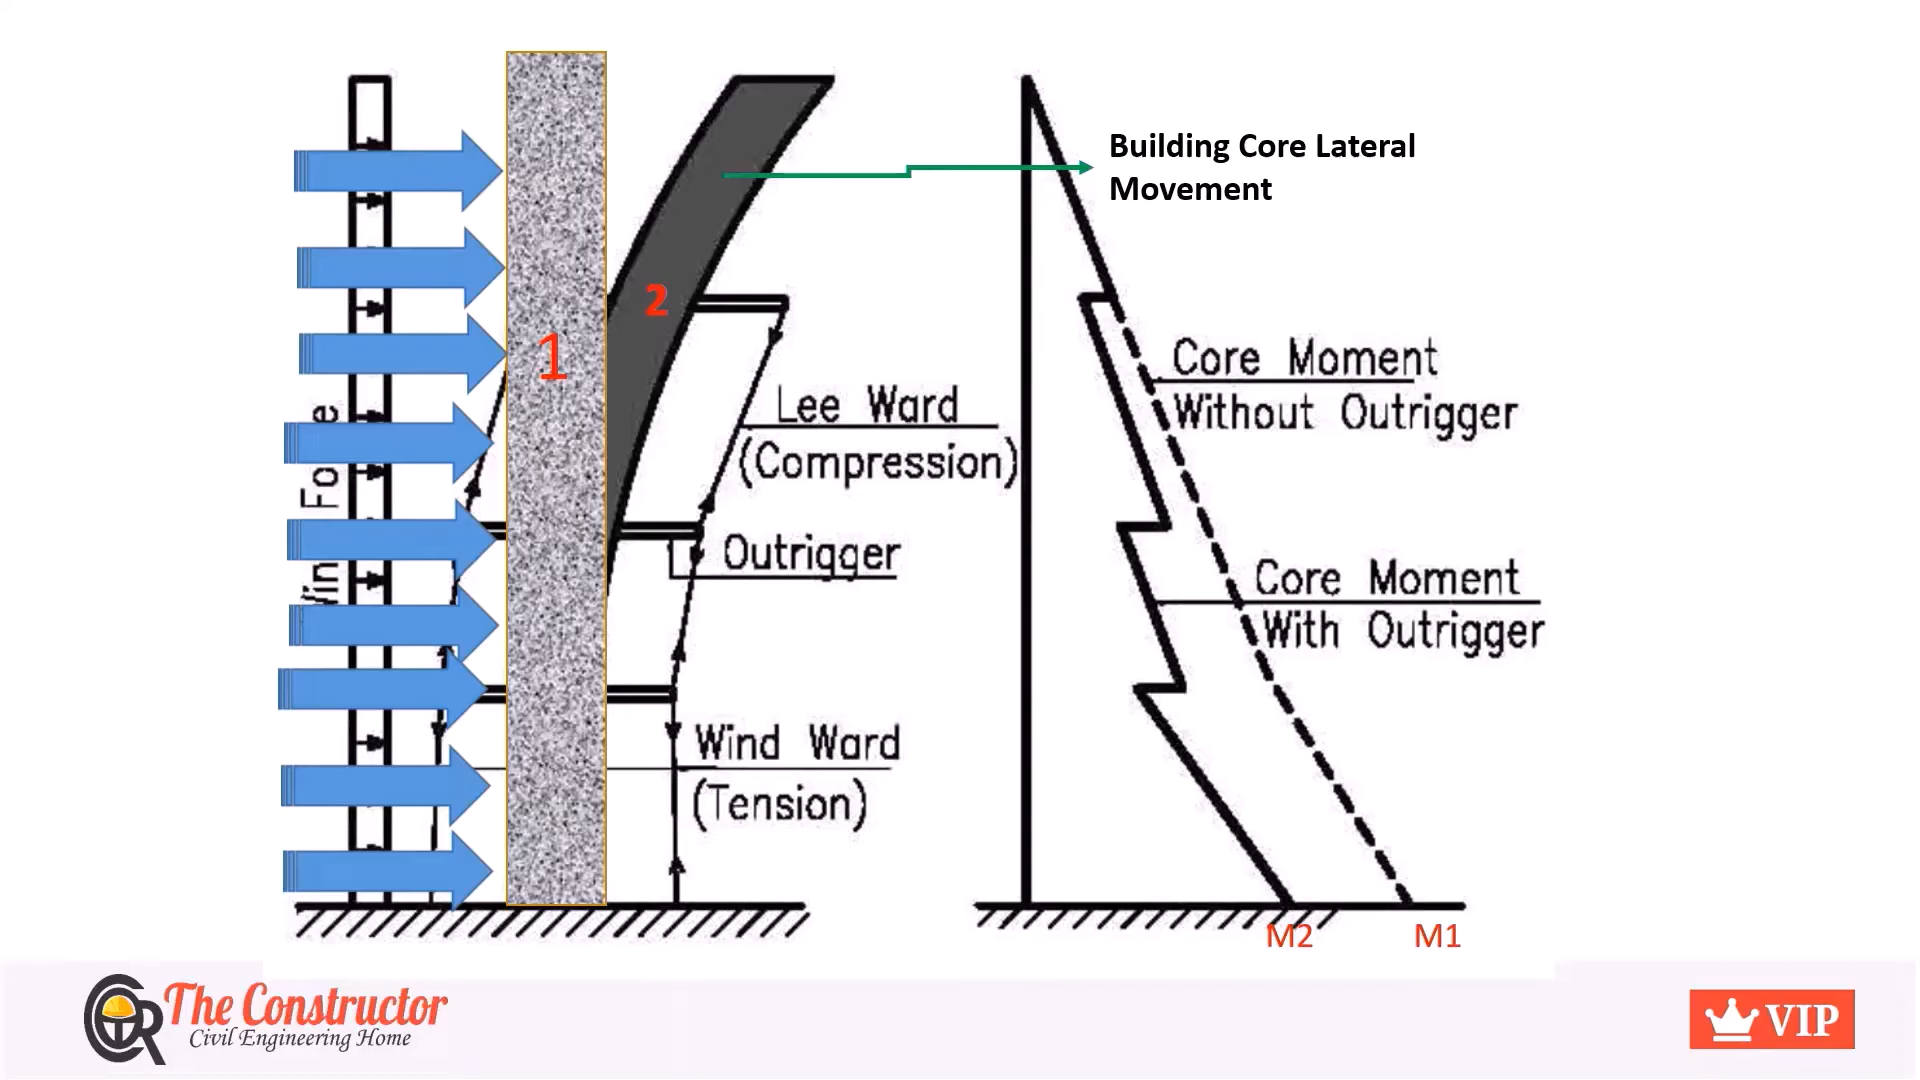 Building Core Lateral
Movement
1
2
Lee Ward
(Compression)
Outrigger
Wind Ward
(Tension)
Core Moment
Without Outrigger
Core Moment
With Outrigger
M2
M1
The Constructor
Civil Engineering Home
VIP